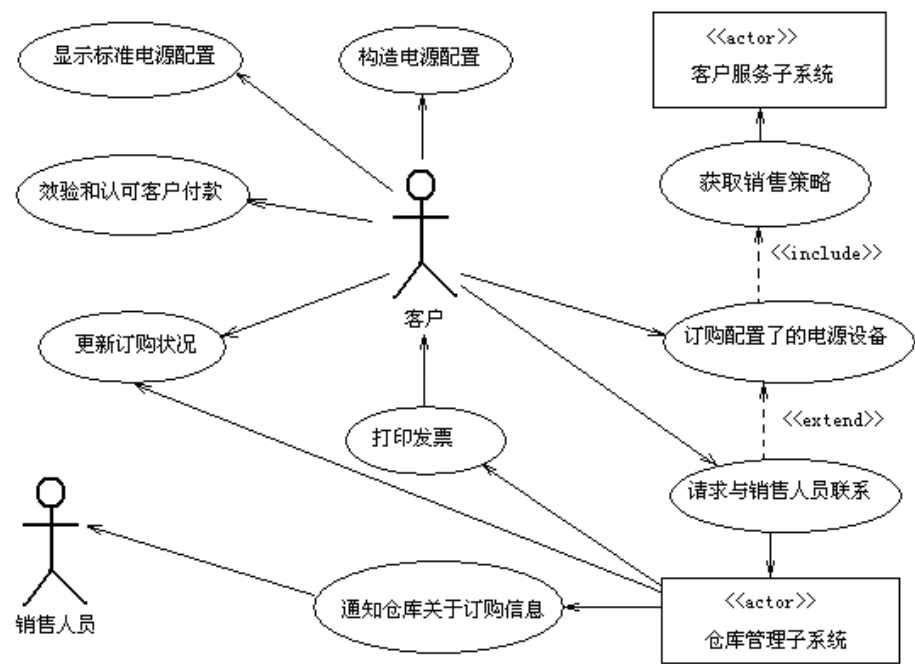 显示标准电源配置
构造电源配置
<<actor>>
客户服务子系统
效验和认可客户付款
获取销售策略
<<include>>
客户
更新订购状况
订购配置了的电源设备
<<extend>>
打印发票
请求与销售人员联系
销售人员
通知仓库关于订购信息
<<actor>>
仓库管理子系统